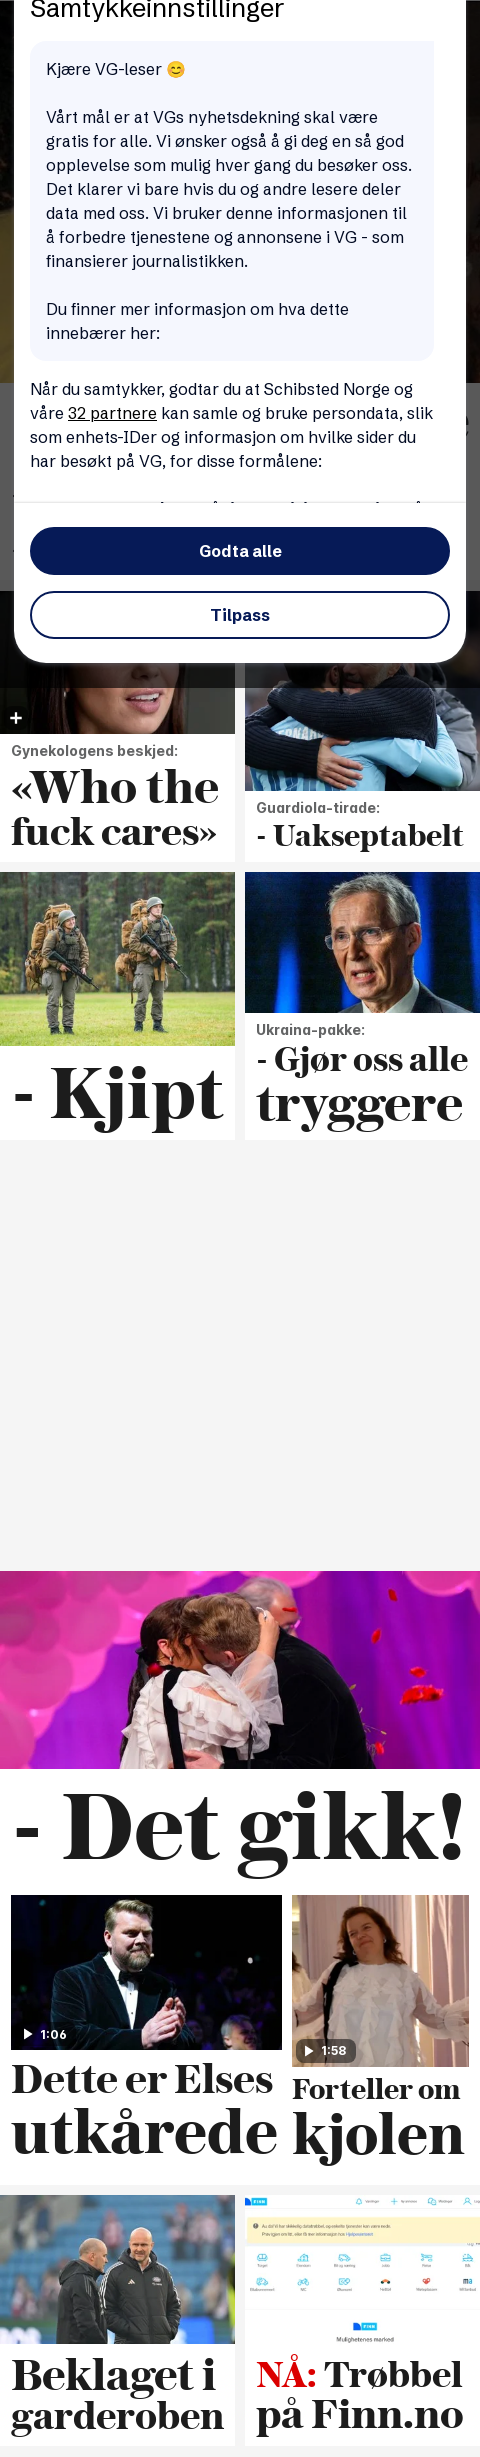 Samtykkeinnstillinger
Kjære VG-leser 😊
Vårt mål er at VGs nyhetsdekning skal være
gratis for alle. Vi ønsker også å gi deg en så god
opplevelse som mulig hver gang du besøker oss.
Det klarer vi bare hvis du og andre lesere deler
data med oss. Vi bruker denne informasjonen til
å forbedre tjenestene og annonsene i VG - som
finansierer journalistikken.
Du finner mer informasjon om hva dette
innebærer her:
Når du samtykker, godtar du at Schibsted Norge og
våre 32 partnere kan samle og bruke persondata, slik
som enhets-IDer og informasjon om hvilke sider du
har besøkt på VG, for disse formålene:
Godta alle
Tilpass
Gynekologens beskjed:
«Who the
fuck cares»
Guardiola-tirade:
- Uakseptabelt
- Kjipt
Ukraina-pakke:
- Gjør oss alle
tryggere
- Det gikk!
1:06
Dette er Elses
utkårede
1:58
Forteller om
kjolen
Beklaget i
garderoben
FINN
FINN
Mulighetenes marked
NÅ: Trøbbel
på Finn.no